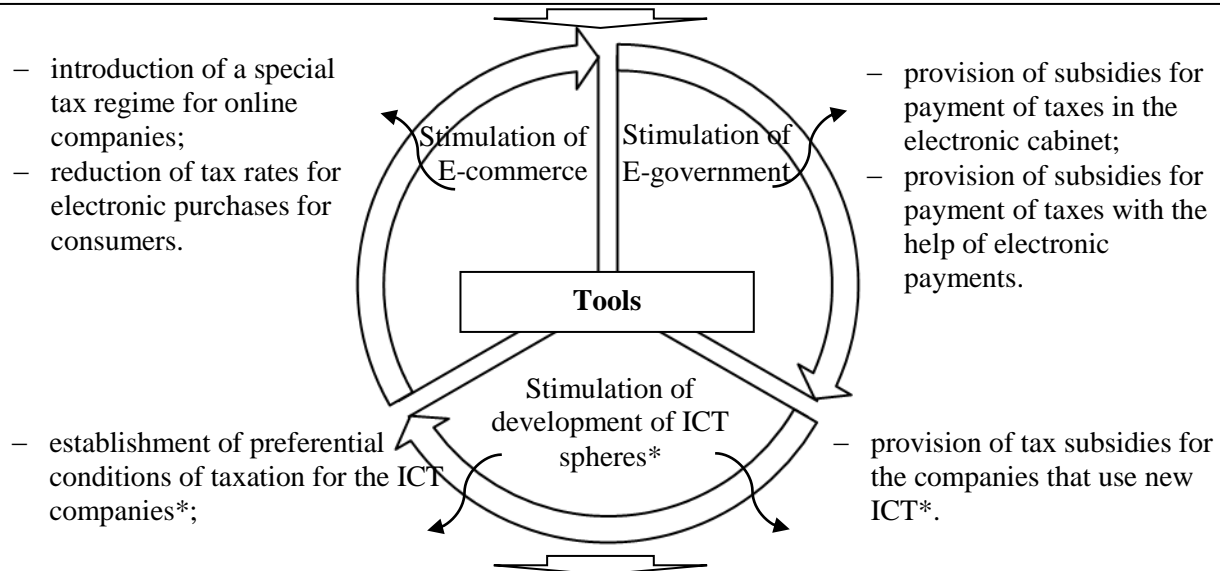 – introduction of a special
tax regime for online
companies;
– reduction of tax rates for
electronic purchases for
consumers.
Stimulation of
E-commerce
Stimulation of
E-government
– provision of subsidies for
payment of taxes in the
electronic cabinet;
– provision of subsidies for
payment of taxes with the
help of electronic
payments.
Tools
Stimulation of
development of ICT
spheres*
– establishment of preferential
conditions of taxation for the ICT
companies*;
– provision of tax subsidies for
the companies that use new
ICT*.